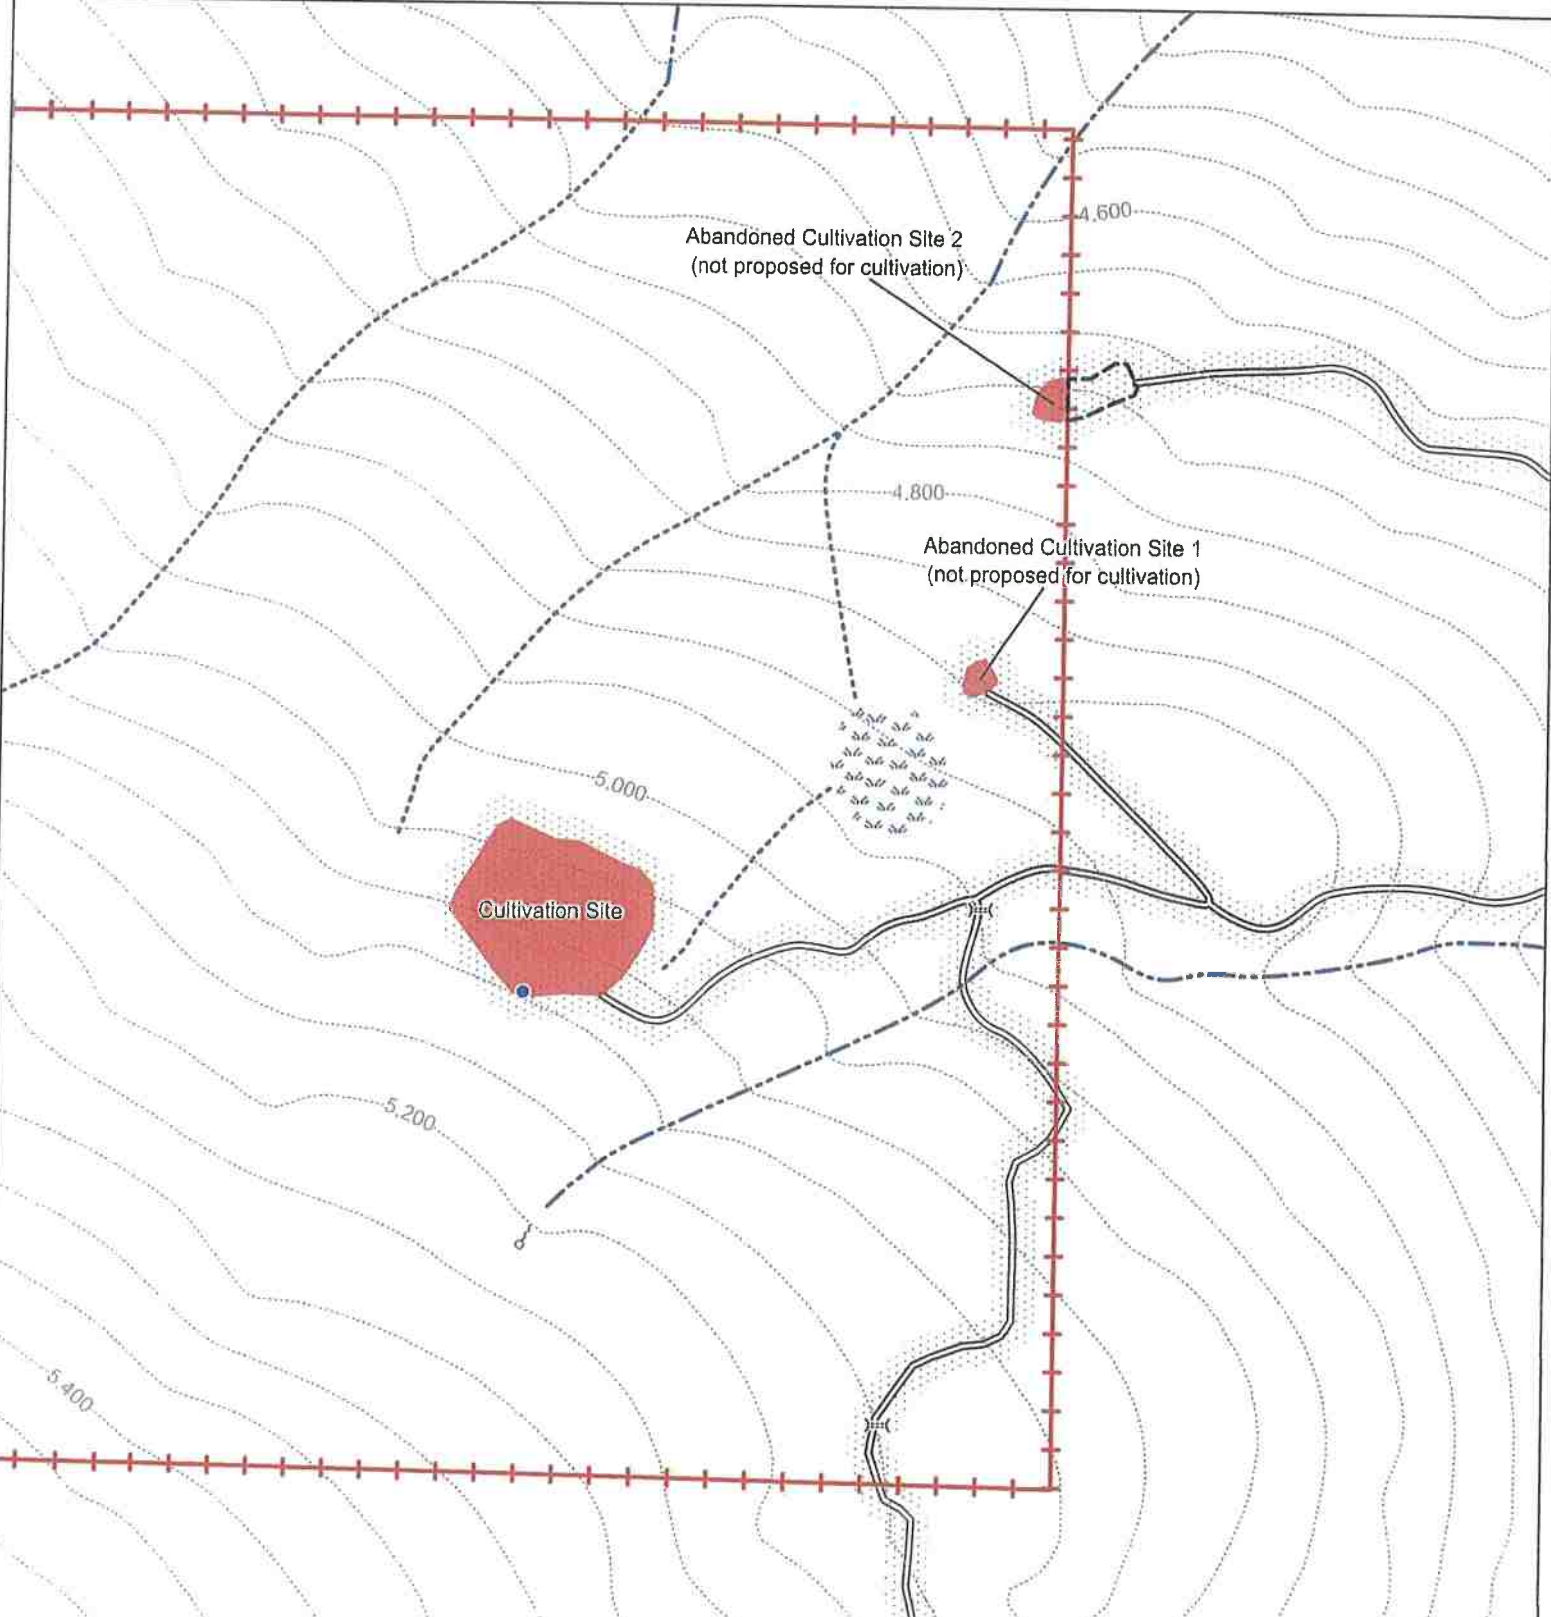 4,600
Abandoned Cultivation Site 2
(not proposed for cultivation)
4.800
Abandoned Cultivation Site 1
(not proposed for cultivation)
5,000
Cultivation Site
5,200
5,400